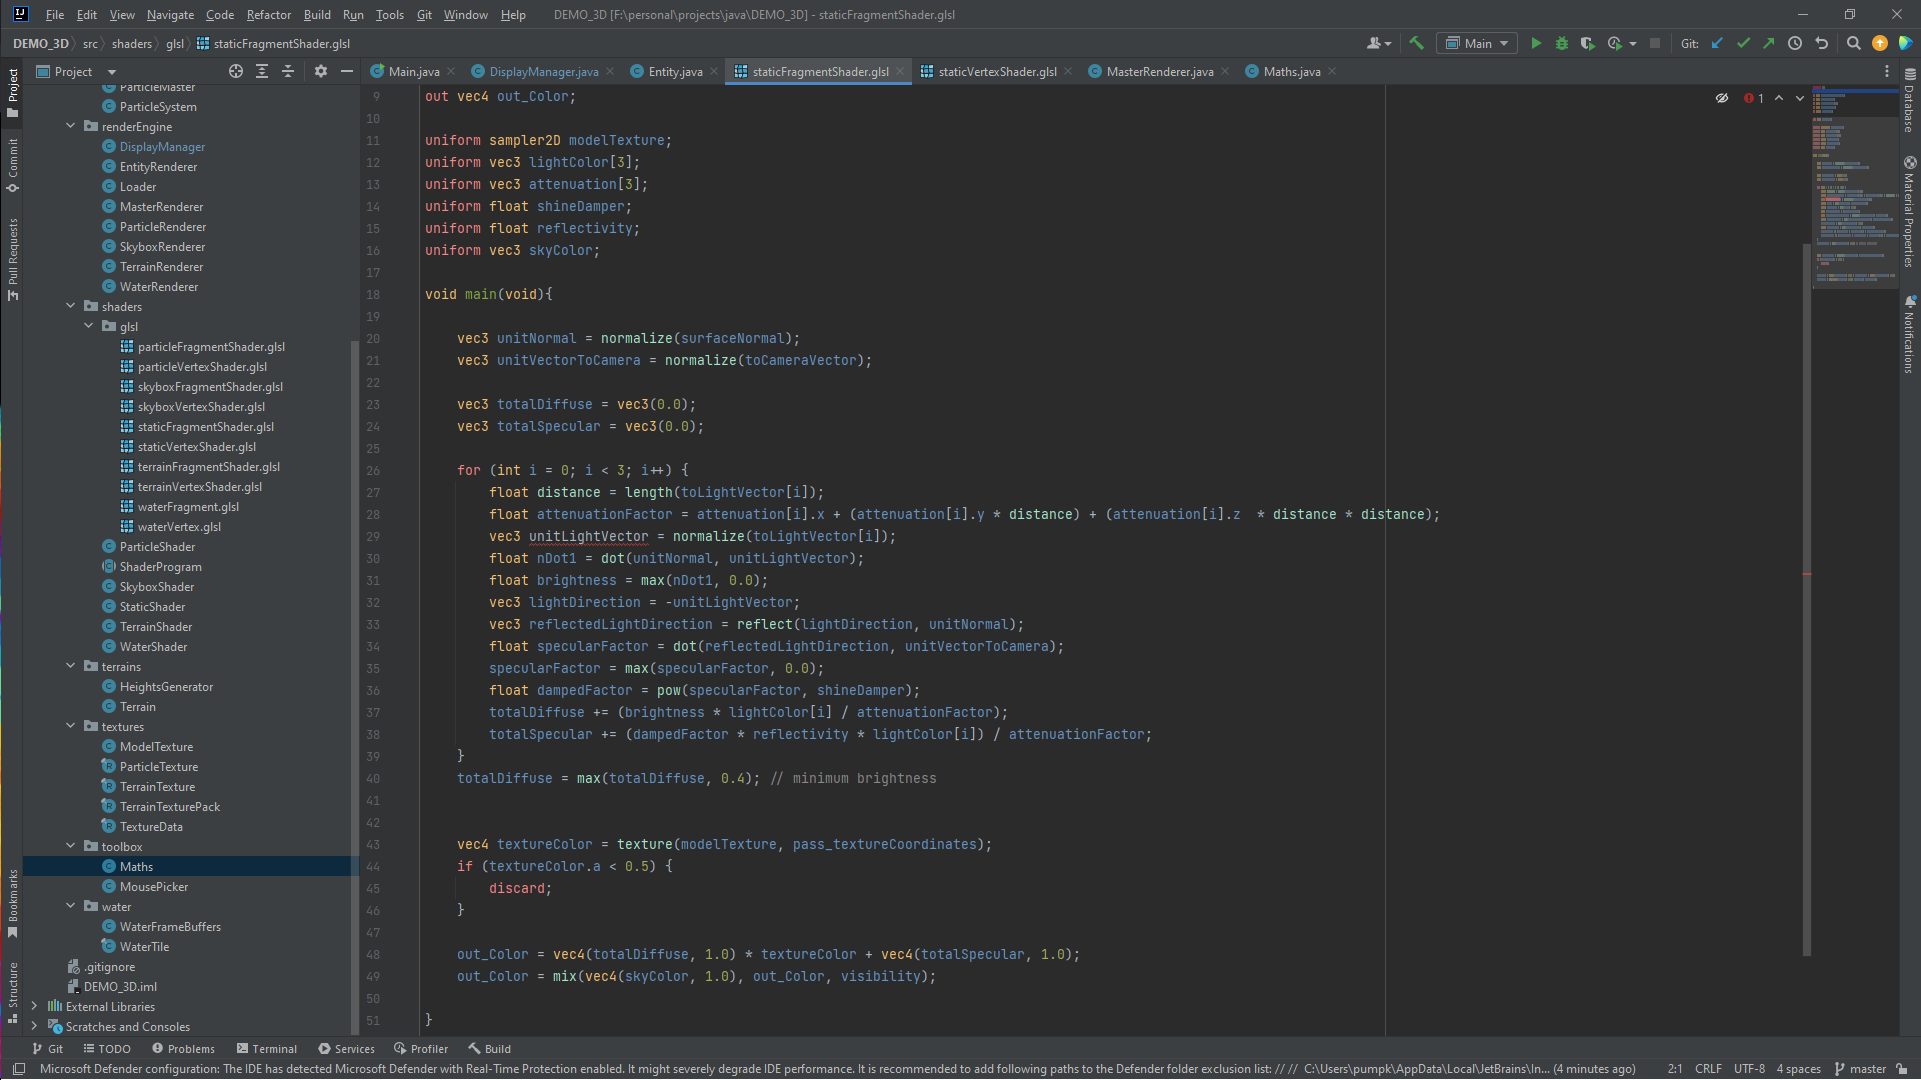 File Edit View Navigate Code Refactor Build Run Tools Git Window Help DEMO_3D [F:\personal\projects\java\DEMO_3D] - staticFragmentShader.glsl
DEMO_3D src shaders glsl staticFragmentShader.glsl
Main
Git:
Project
Main.java
DisplayManager.java
Entity.java
staticFragmentShader.glsl
staticVertexShader.glsl
MasterRenderer.java
Maths.java
Project
Commit
Pull Requests
Bookmarks
Structure
ParticleMaster
ParticleSystem
renderEngine
DisplayManager
EntityRenderer
Loader
MasterRenderer
ParticleRenderer
SkyboxRenderer
TerrainRenderer
WaterRenderer
shaders
glsl
particleFragmentShader.glsl
particleVertexShader.glsl
skyboxFragmentShader.glsl
skyboxVertexShader.glsl
staticFragmentShader.glsl
staticVertexShader.glsl
terrainFragmentShader.glsl
terrainVertexShader.glsl
waterFragment.glsl
waterVertex.glsl
ParticleShader
ShaderProgram
SkyboxShader
StaticShader
TerrainShader
WaterShader
terrains
HeightsGenerator
Terrain
textures
ModelTexture
ParticleTexture
TerrainTexture
TerrainTexturePack
TextureData
toolbox
Maths
MousePicker
water
WaterFrameBuffers
WaterTile
.gitignore
DEMO_3D.iml
External Libraries
Scratches and Consoles
9 out vec4 out_Color;
10
11 uniform sampler2D modelTexture;
12 uniform vec3 lightColor[3];
13 uniform vec3 attenuation[3];
14 uniform float shineDamper;
15 uniform float reflectivity;
16 uniform vec3 skyColor;
17
18 void main(void){
19
20 vec3 unitNormal = normalize(surfaceNormal);
21 vec3 unitVectorToCamera = normalize(toCameraVector);
22
23 vec3 totalDiffuse = vec3(0.0);
24 vec3 totalSpecular = vec3(0.0);
25
26 for (int i = 0; i < 3; i++) {
27 float distance = length(toLightVector[i]);
28 float attenuationFactor = attenuation[i].x + (attenuation[i].y * distance) + (attenuation[i].z  * distance * distance);
29 vec3 unitLightVector = normalize(toLightVector[i]);
30 float nDot1 = dot(unitNormal, unitLightVector);
31 float brightness = max(nDot1, 0.0);
32 vec3 lightDirection = -unitLightVector;
33 vec3 reflectedLightDirection = reflect(lightDirection, unitNormal);
34 float specularFactor = dot(reflectedLightDirection, unitVectorToCamera);
35 specularFactor = max(specularFactor, 0.0);
36 float dampedFactor = pow(specularFactor, shineDamper);
37 totalDiffuse += (brightness * lightColor[i] / attenuationFactor);
38 totalSpecular += (dampedFactor * reflectivity * lightColor[i]) / attenuationFactor;
39 }
40 totalDiffuse = max(totalDiffuse, 0.4); // minimum brightness
41
42
43 vec4 textureColor = texture(modelTexture, pass_textureCoordinates);
44 if (textureColor.a < 0.5) {
45 discard;
46 }
47
48 out_Color = vec4(totalDiffuse, 1.0) * textureColor + vec4(totalSpecular, 1.0);
49 out_Color = mix(vec4(skyColor, 1.0), out_Color, visibility);
50
51 }
1
Database
Material Properties
Notifications
Git TODO Problems Terminal Services Profiler Build
Microsoft Defender configuration: The IDE has detected Microsoft Defender with Real-Time Protection enabled. It might severely degrade IDE performance. It is recommended to add following paths to the Defender folder exclusion list: // // C:\Users\pumpk\AppData\Local\JetBrains\In... (4 minutes ago) 2:1 CRLF UTF-8 4 spaces master